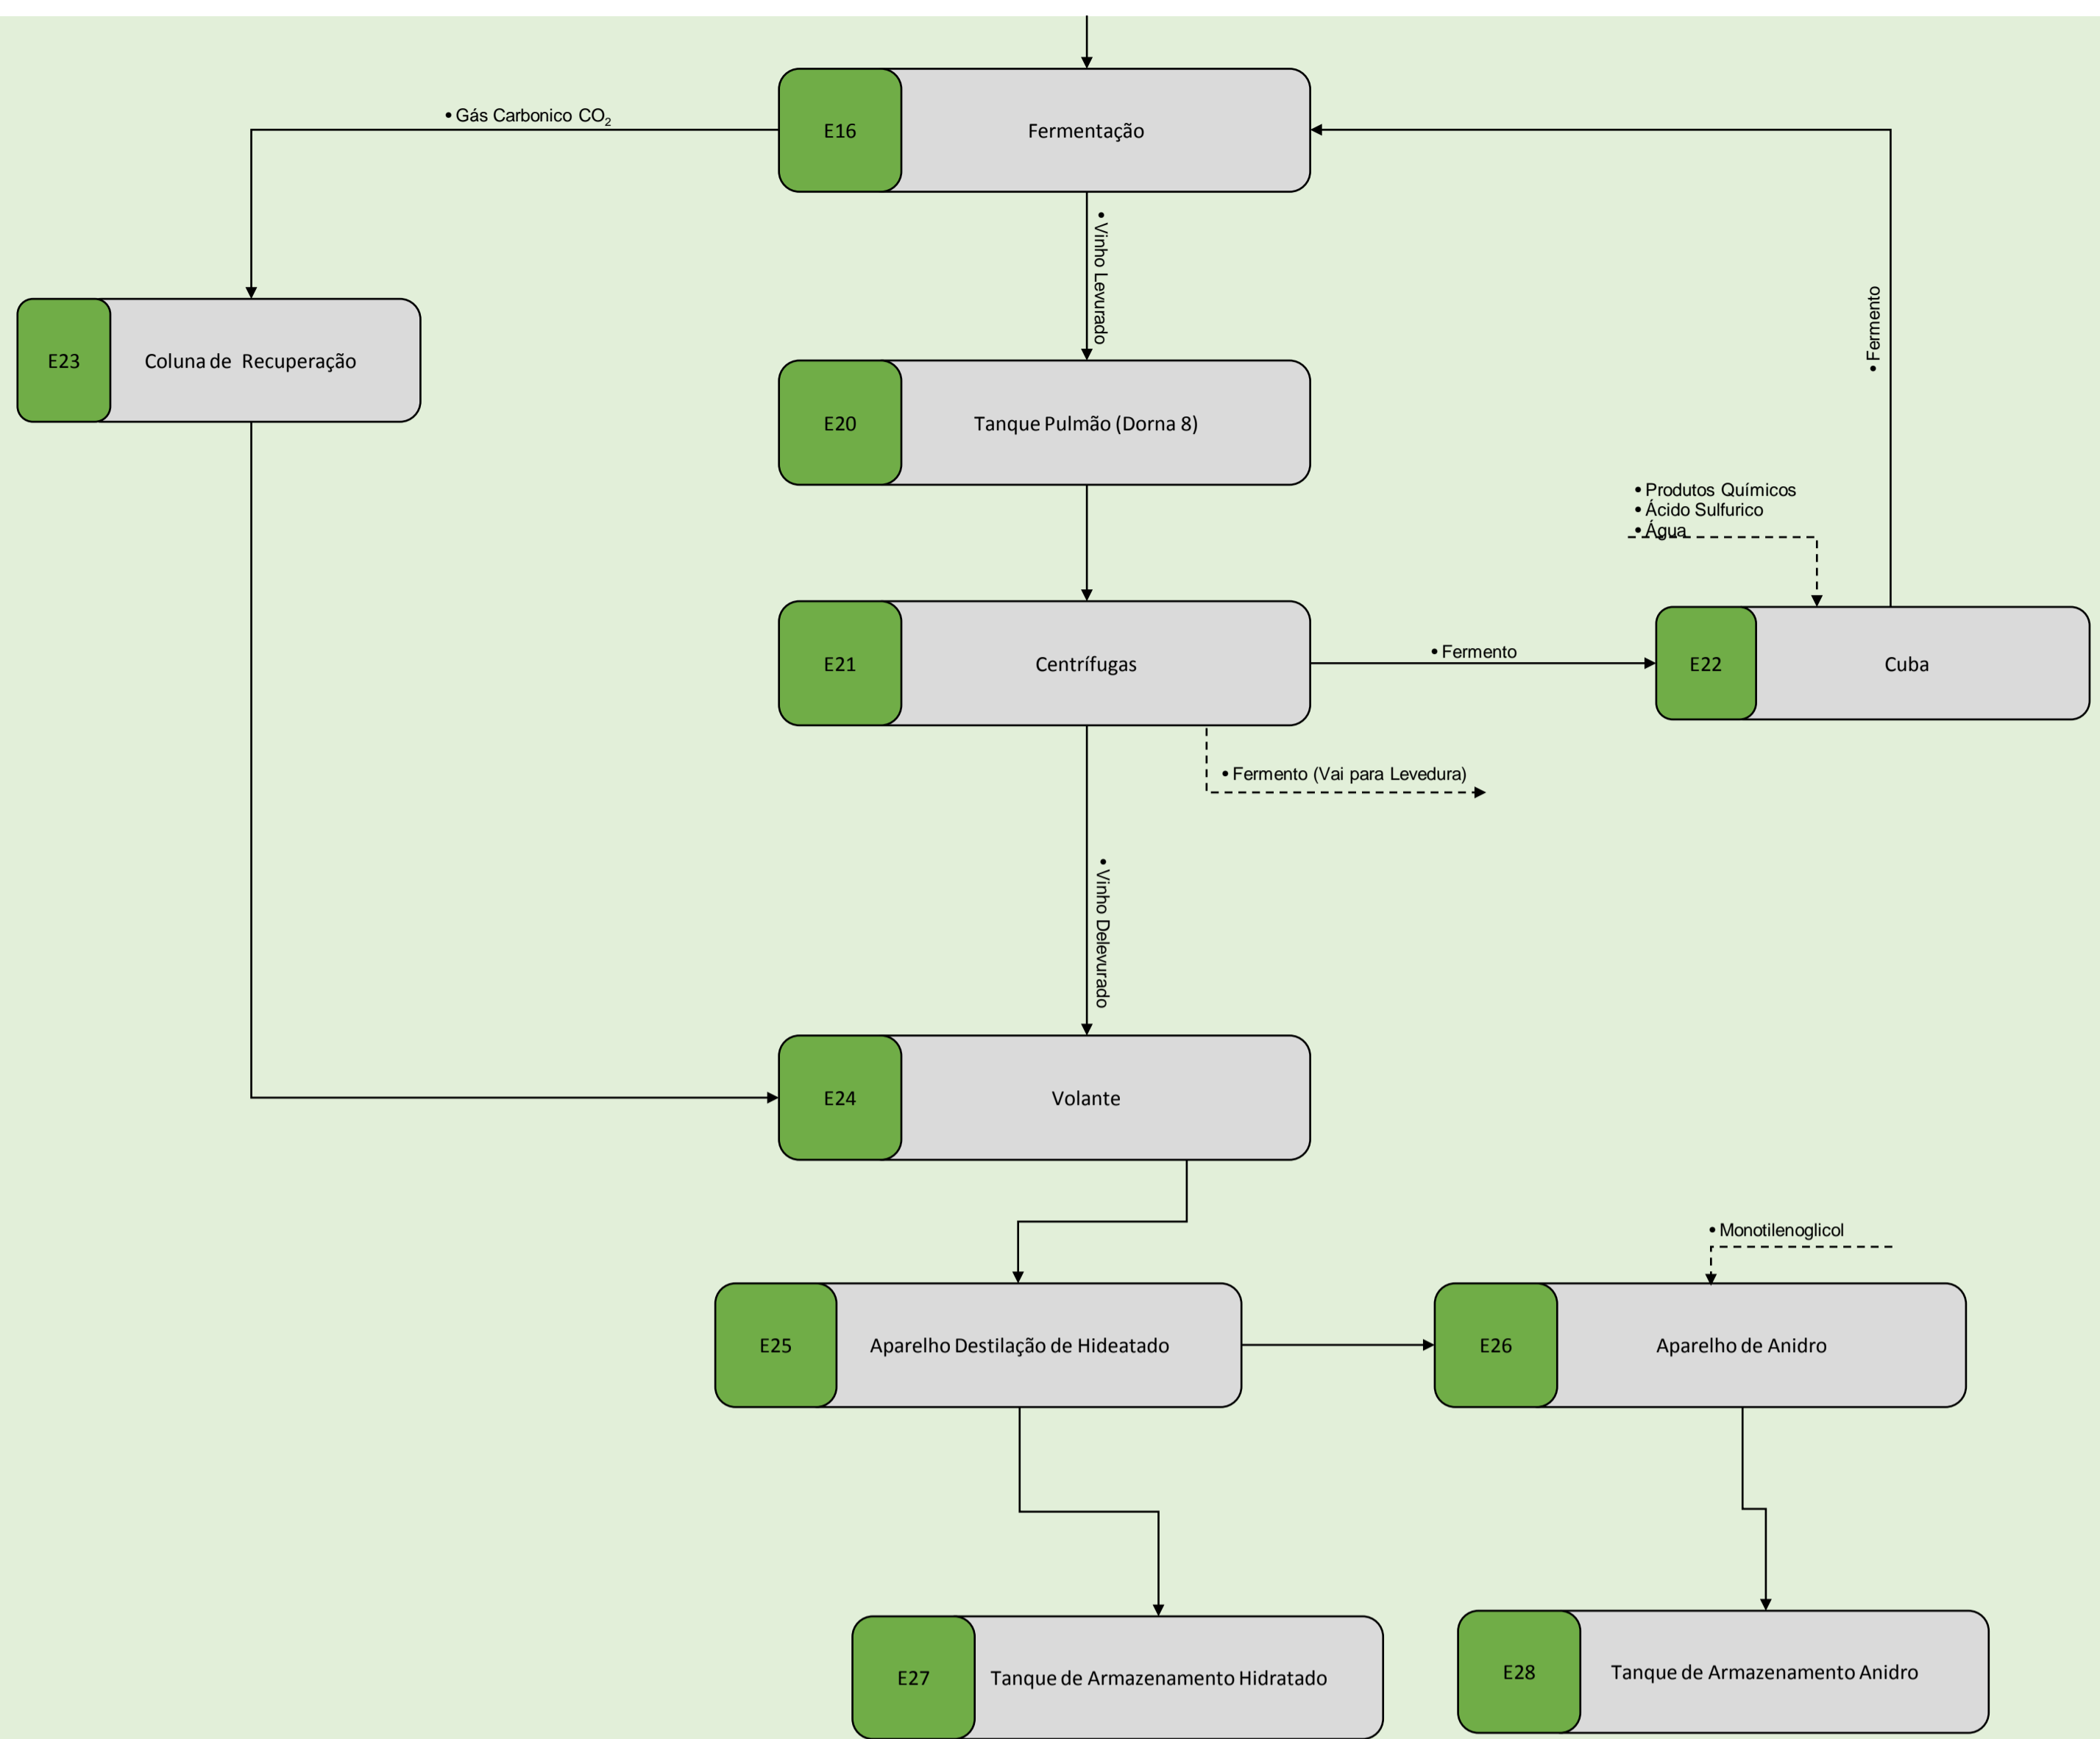 • Gás Carbonico CO₂
E16
Fermentação
• Vinho Levurado
• Fermento
E23
Coluna de Recuperação
E20
Tanque Pulmão (Dorna 8)
• Produtos Químicos
• Ácido Sulfurico
• Água
E21
Centrífugas
• Fermento
E22
Cuba
• Fermento (Vai para Levedura)
• Vinho Delevurado
E24
Volante
• Monotilenoglicol
E25
Aparelho Destilação de Hideatado
E26
Aparelho de Anidro
E27
Tanque de Armazenamento Hidratado
E28
Tanque de Armazenamento Anidro